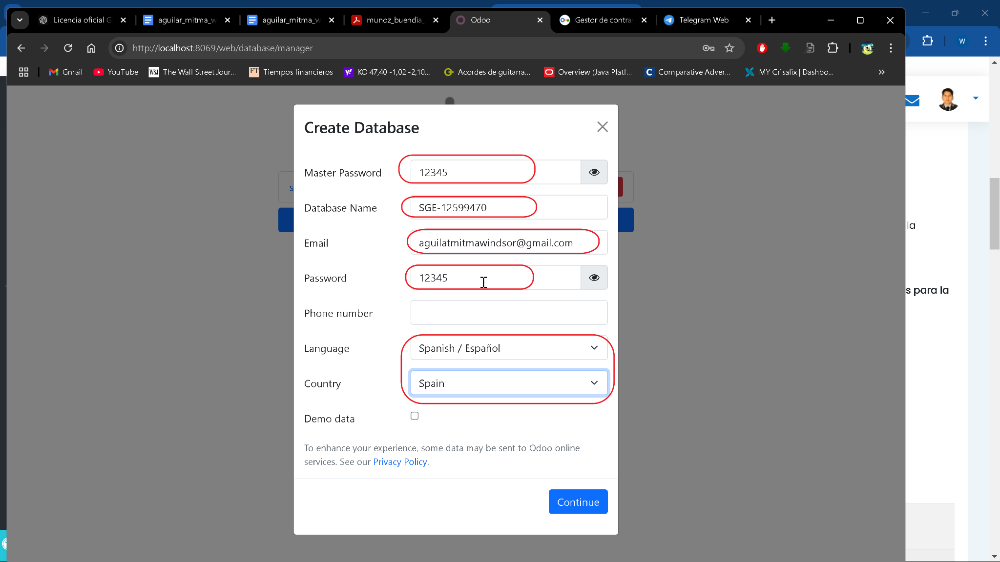 Licencia oficial G
aguilar_mitma_w
aguilar_mitma_w
munoz_buendia_
Odoo
Gestor de contra
Telegram Web
http://localhost:8069/web/database/manager
W
Gmail
YouTube
WSJ
The Wall Street Jour...
FT
Tiempos financieros
y!
KO 47,40 -1,02 -2,10...
Acordes de guitarra...
Overview (Java Platf...
C
Comparative Adver...
MY Crisalix | Dashbo...
Create Database
Master Password
12345
Database Name
SGE-12599470
la
Email
aguilatmitmawindsor@gmail.com
Password
12345
s para la
Phone number
Language
Spanish / Español
Country
Spain
Demo data
To enhance your experience, some data may be sent to Odoo online
services. See our Privacy Policy.
Continue